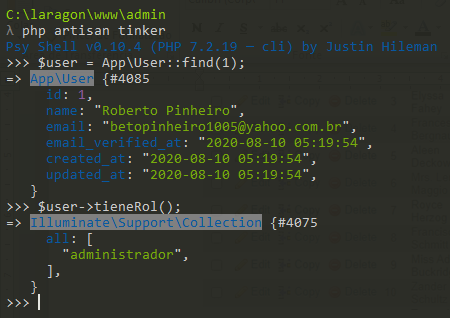 C:\laragon\www\admin
λ php artisan tinker
Psy Shell v0.10.4 (PHP 7.2.19 — cli) by Justin Hileman
>>> $user = App\User::find(1);
=> App\User {#4085
id: 1,
name: "Roberto Pinheiro",
email: "betopinheiro1005@yahoo.com.br",
email_verified_at: "2020-08-10 05:19:54",
created_at: "2020-08-10 05:19:54",
updated_at: "2020-08-10 05:19:54",
}
>>> $user->tieneRol();
=> Illuminate\Support\Collection {#4075
all: [
"administrador",
],
}
>>>